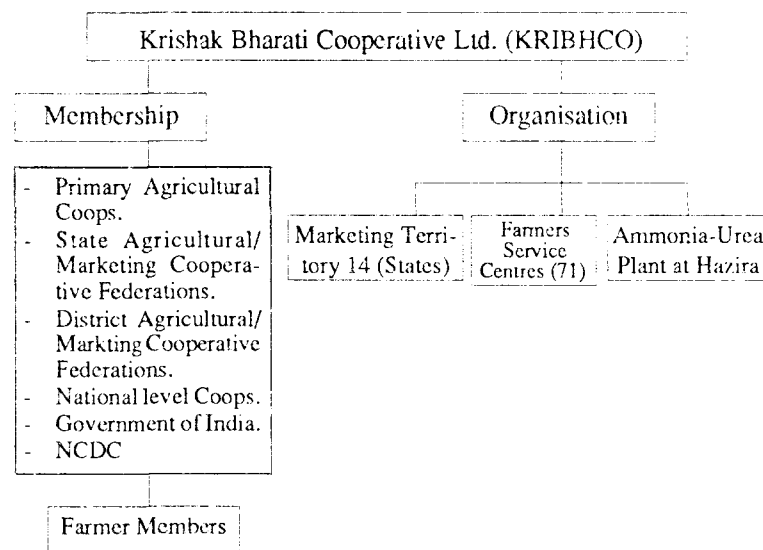 Krishak Bharati Cooperative Ltd. (KRIBHCO)
Membership
Organisation
- Primary Agricultural
Coops.
- State Agricultural/
Marketing Coopera-
tive Federations.
- District Agricultural/
Markting Cooperative
Federations.
- National level Coops.
- Government of India.
- NCDC
Farmer Members
Marketing Terri-
tory 14 (States)
Farmers
Service
Centres (71)
Ammonia-Urea
Plant at Hazira